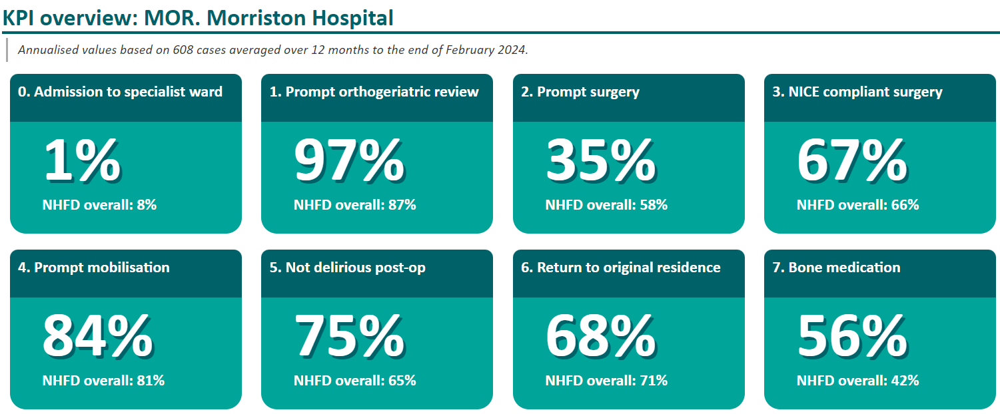 KPI overview: MOR. Morriston Hospital
Annualised values based on 608 cases averaged over 12 months to the end of February 2024.
0. Admission to specialist ward
1%
NHFD overall: 8%
1. Prompt orthogeriatric review
97%
NHFD overall: 87%
2. Prompt surgery
35%
NHFD overall: 58%
3. NICE compliant surgery
67%
NHFD overall: 66%
4. Prompt mobilisation
84%
NHFD overall: 81%
5. Not delirious post-op
75%
NHFD overall: 65%
6. Return to original residence
68%
NHFD overall: 71%
7. Bone medication
56%
NHFD overall: 42%